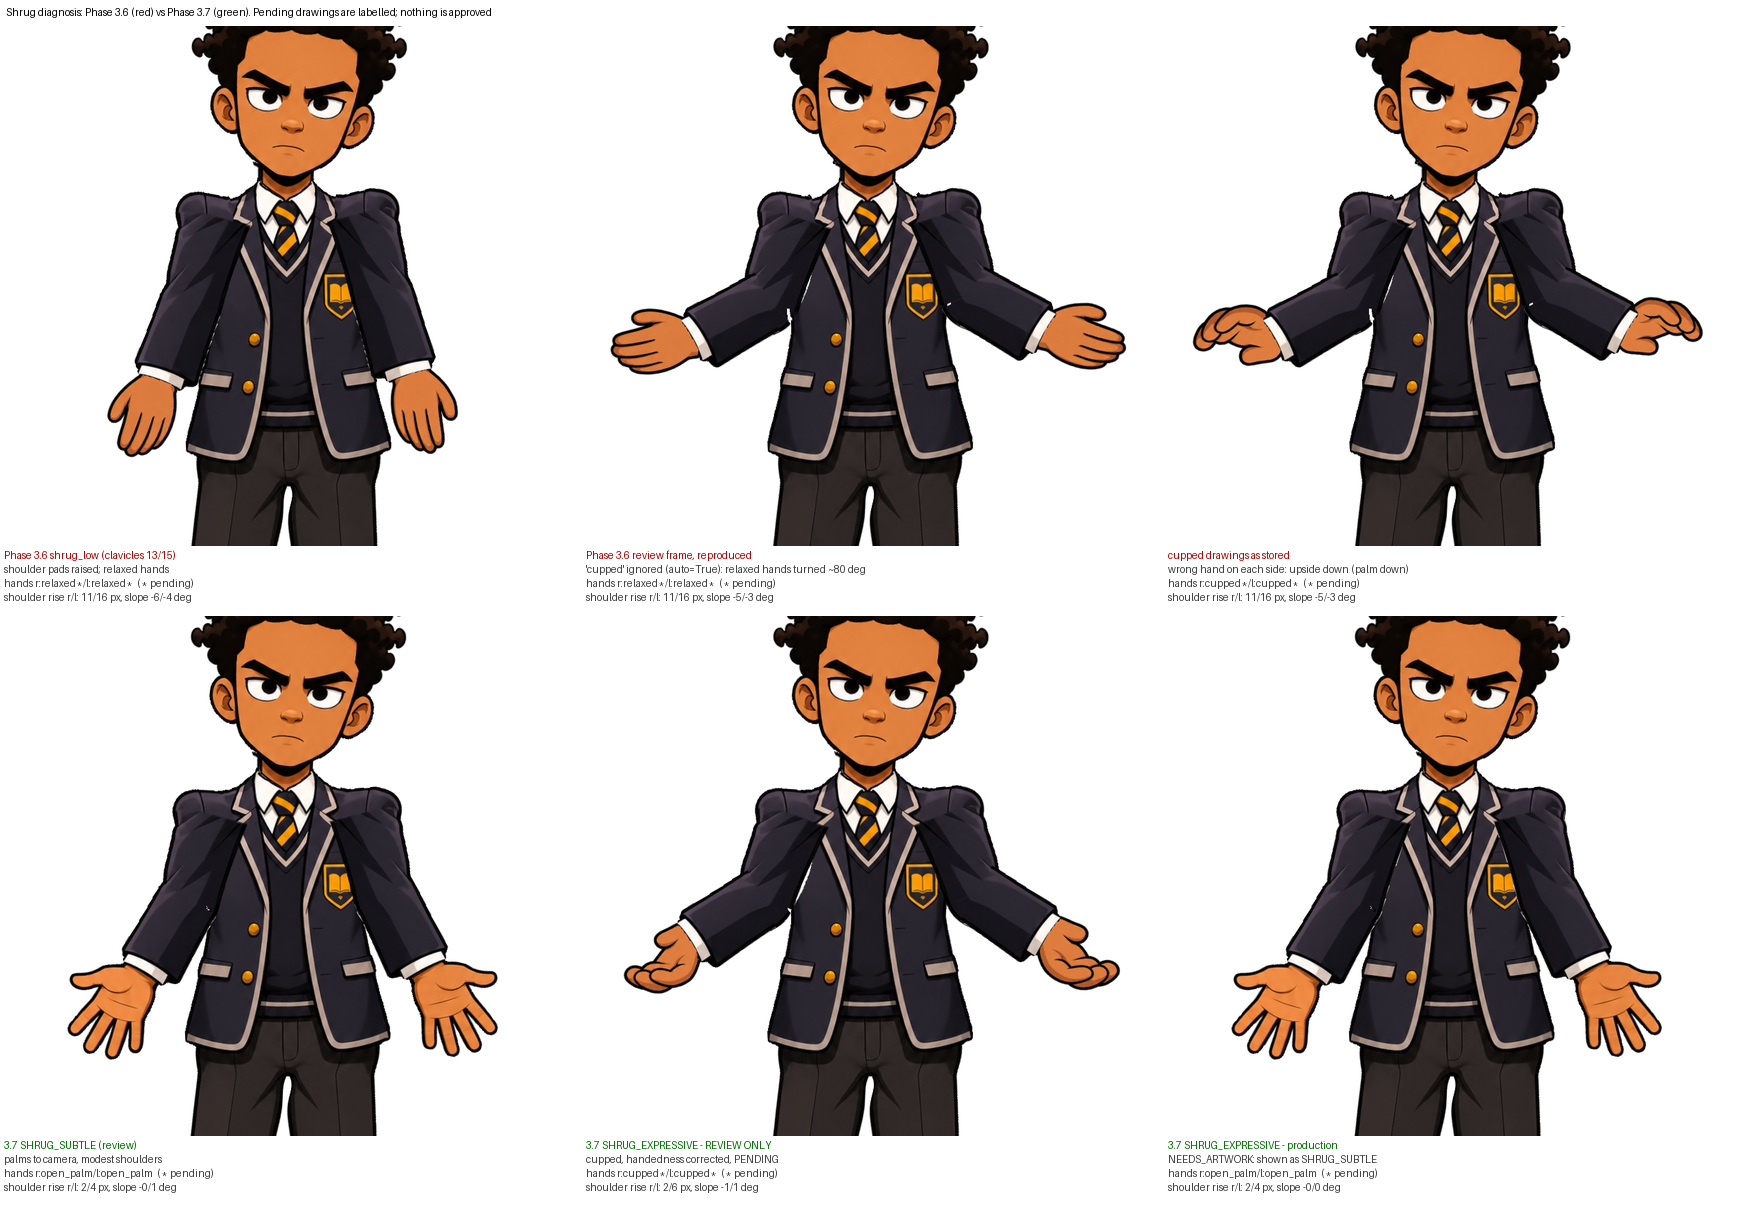 Shrug diagnosis: Phase 3.6 (red) vs Phase 3.7 (green). Pending drawings are labelled; nothing is approved
Phase 3.6 shrug_low (clavicles 13/15)
shoulder pads raised; relaxed hands
hands r:relaxed*/l:relaxed* (* pending)
shoulder rise r/l: 11/16 px, slope -6/-4 deg
Phase 3.6 review frame, reproduced
'cupped' ignored (auto=True): relaxed hands turned ~80 deg
hands r:relaxed*/l:relaxed* (* pending)
shoulder rise r/l: 11/16 px, slope -5/-3 deg
cupped drawings as stored
wrong hand on each side: upside down (palm down)
hands r:cupped*/l:cupped* (* pending)
shoulder rise r/l: 11/16 px, slope -5/-3 deg
3.7 SHRUG_SUBTLE (review)
palms to camera, modest shoulders
hands r:open_palm/l:open_palm (* pending)
shoulder rise r/l: 2/4 px, slope -0/1 deg
3.7 SHRUG_EXPRESSIVE - REVIEW ONLY
cupped, handedness corrected, PENDING
hands r:cupped*/l:cupped* (* pending)
shoulder rise r/l: 2/6 px, slope -1/1 deg
3.7 SHRUG_EXPRESSIVE - production
NEEDS_ARTWORK: shown as SHRUG_SUBTLE
hands r:open_palm/l:open_palm (* pending)
shoulder rise r/l: 2/4 px, slope -0/0 deg